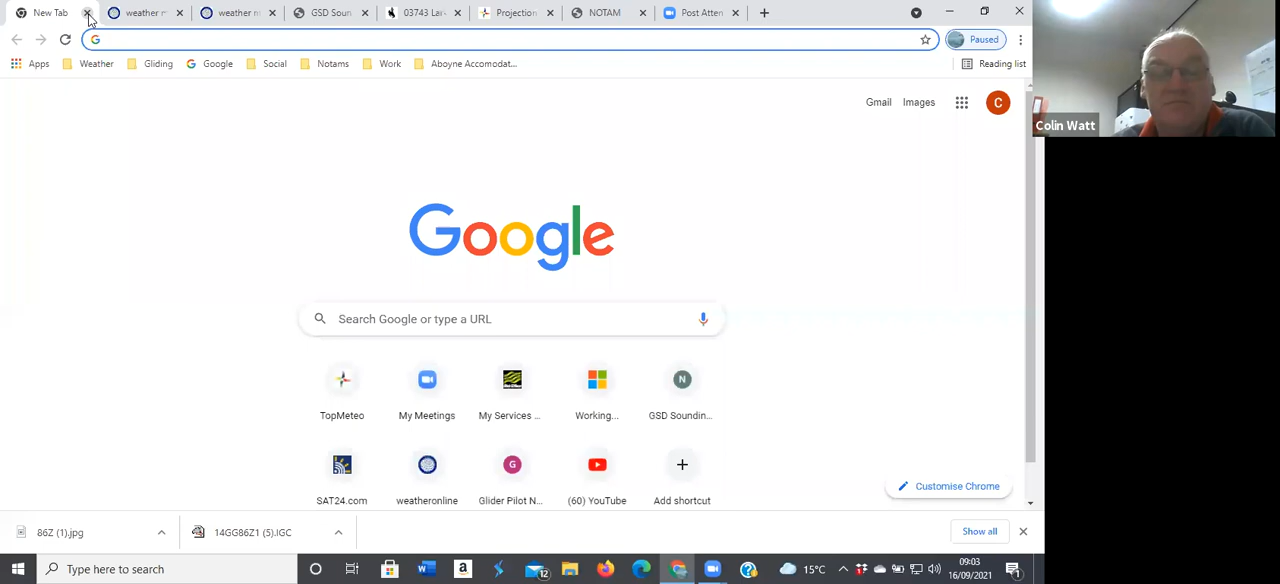 New Tab
weather m
weather m
GSD Soun
03743 Lar
Projection
NOTAM
Post Atten
Paused
Apps
Weather
Gliding
Google
Social
Notams
Work
Aboyne Accomodat...
Reading list
Gmail
Images
C
Colin Watt
Google
Search Google or type a URL
TopMeteo
My Meetings
My Services ...
Working...
N
GSD Soundin...
SAT24.com
weatheronline
G
Glider Pilot N...
(60) YouTube
Add shortcut
Customise Chrome
86Z (1).jpg
14GG86Z1 (5).IGC
Show all
Type here to search
12
15°C
09:03
16/09/2021
1